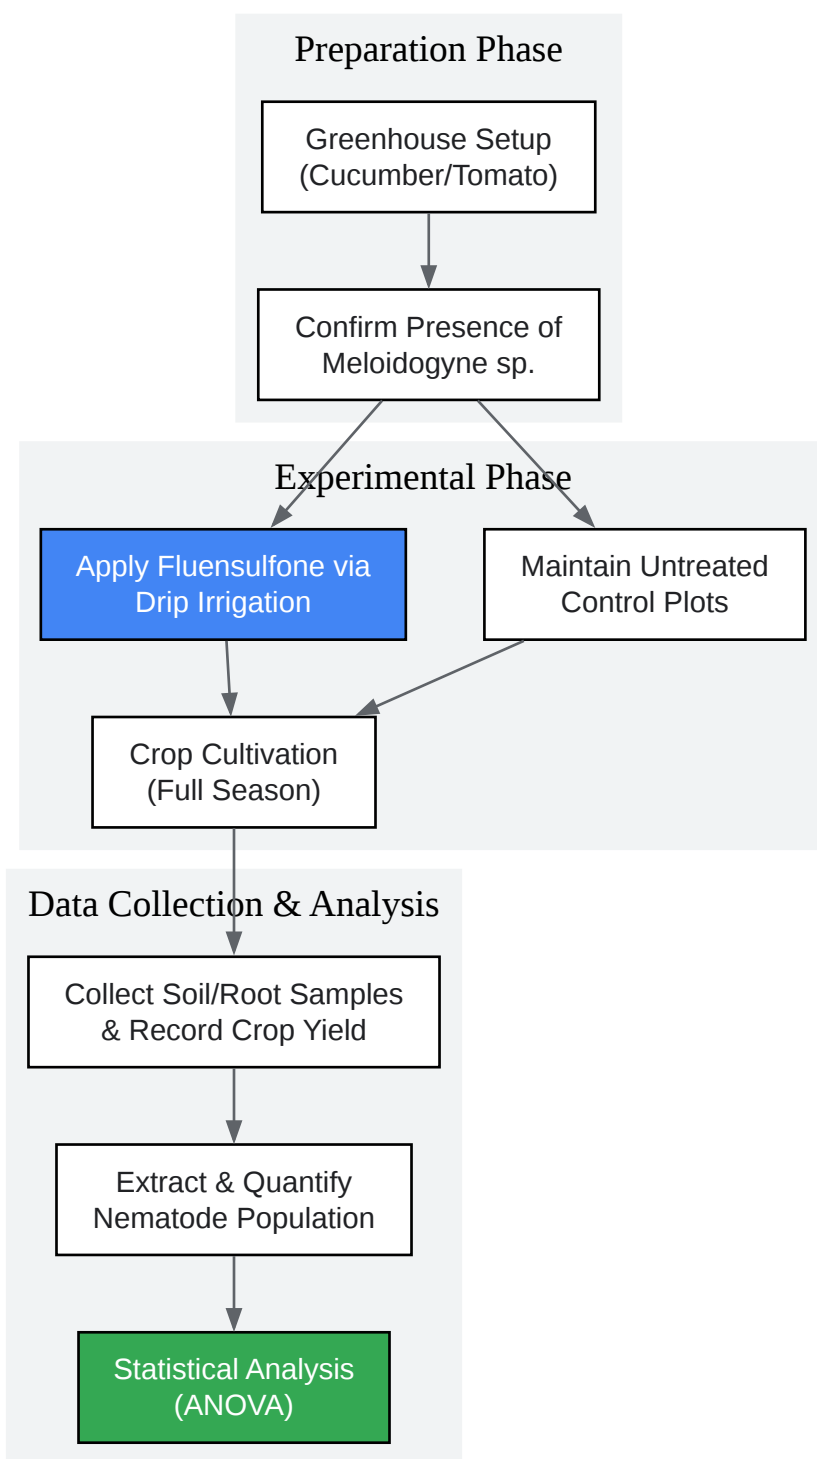 Preparation Phase
Greenhouse Setup
(Cucumber/Tomato)
Confirm Presence of
Meloidogyne sp.
Experimental Phase
Apply Fluensulfone via
Drip Irrigation
Maintain Untreated
Control Plots
Crop Cultivation
(Full Season)
Data Collection & Analysis
Collect Soil/Root Samples
& Record Crop Yield
Extract & Quantify
Nematode Population
Statistical Analysis
(ANOVA)